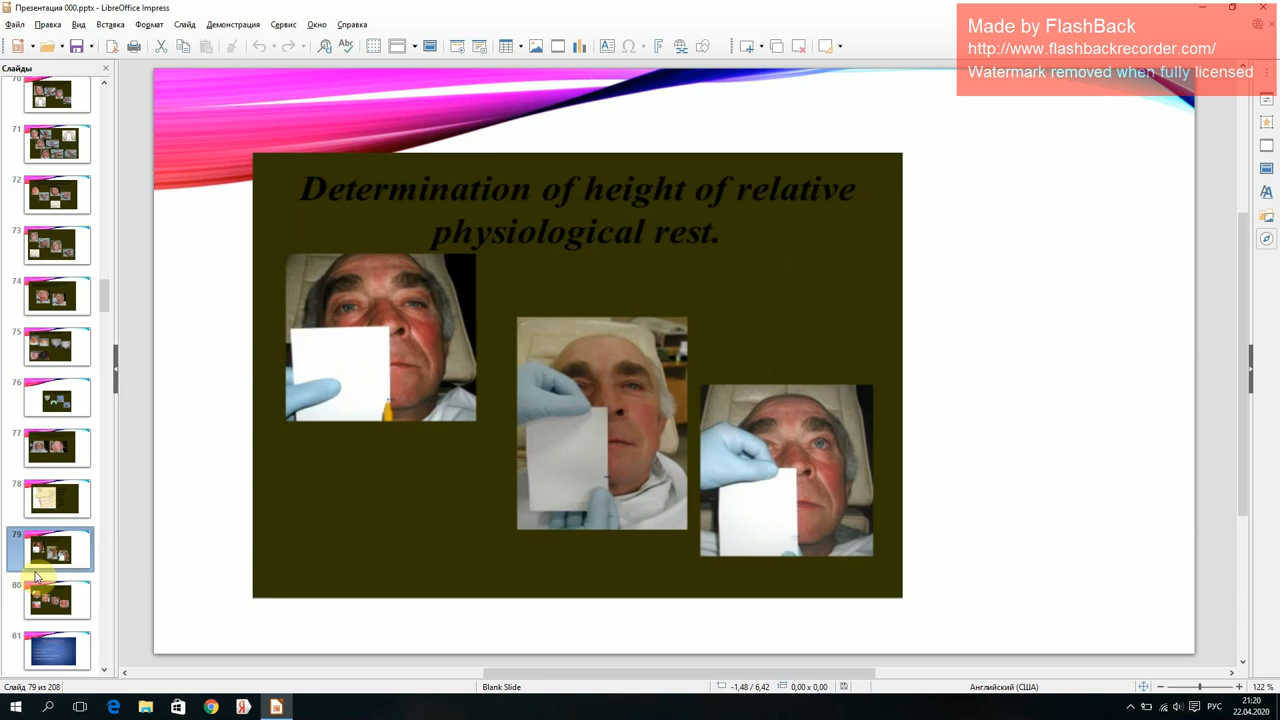 Презентация 000.pptx - LibreOffice Impress
Файл Правка Вид Вставка Формат Слайд Демонстрация Сервис Окно Справка
Made by FlashBack
http://www.flashbackrecorder.com/
Watermark removed when fully licensed
Слайды
70
71
72
73
74
75
76
77
78
79
80
81
Determination of height of relative
physiological rest.
Слайд 79 из 208
Blank Slide
-1,48 / 6,42
0,00 x 0,00
Английский (США)
122 %
РУС
21:20
22.04.2020